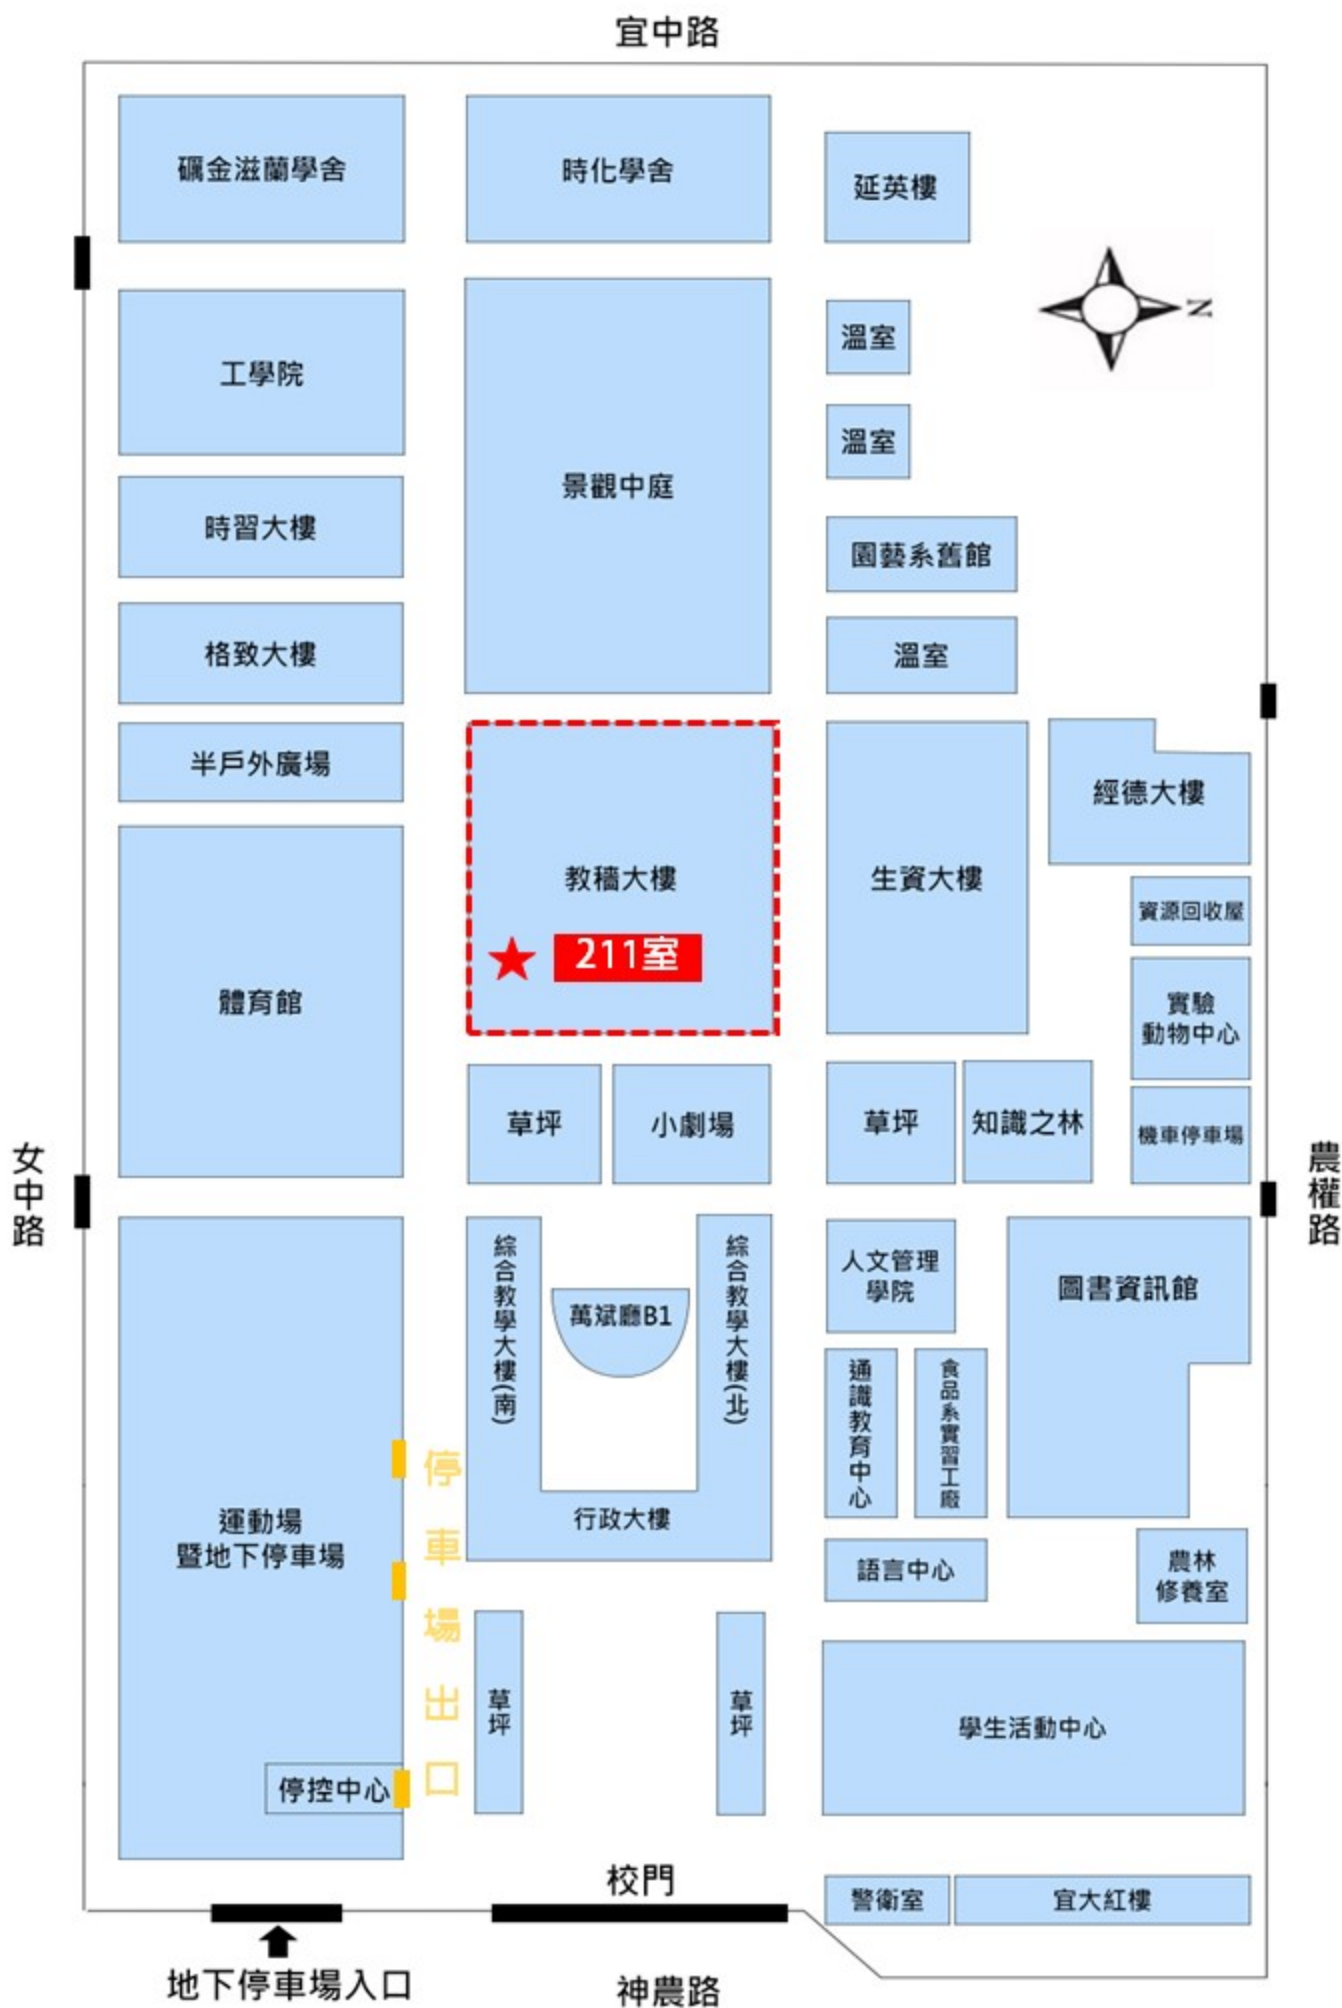 宜中路
礪金滋蘭學舍
時化學舍
延英樓
N
工學院
景觀中庭
溫室
溫室
時習大樓
園藝系舊館
格致大樓
溫室
半戶外廣場
教穡大樓
211室
生資大樓
經德大樓
資源回收屋
體育館
實驗
動物中心
草坪
小劇場
草坪
知識之林
機車停車場
女中路
農權路
綜合教學大樓(南)
萬斌廳B1
綜合教學大樓(北)
人文管理
學院
圖書資訊館
通識教育中心
食品系實習工廠
運動場
暨地下停車場
停車場出口
行政大樓
語言中心
農林
修養室
草坪
草坪
學生活動中心
停控中心
校門
警衛室
宜大紅樓
地下停車場入口
神農路